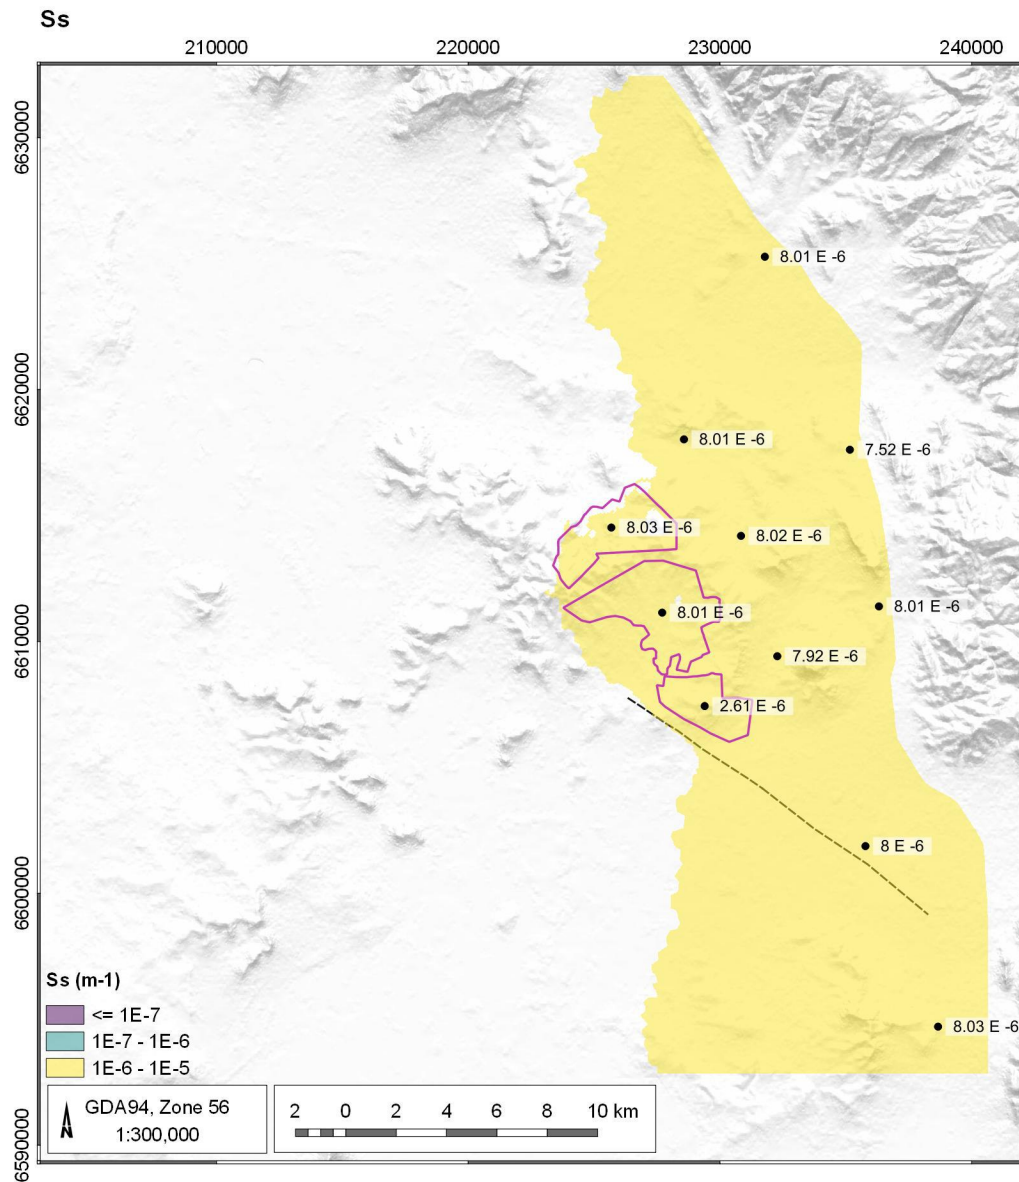 Ss
210000 220000 230000 240000
6630000
8.01 E -6
6620000
8.01 E -6
7.52 E -6
8.03 E -6
8.02 E -6
8.01 E -6
8.01 E -6
6610000
7.92 E -6
2.61 E -6
8 E -6
6600000
8.03 E -6
Ss (m-1)
<= 1E-7
1E-7 - 1E-6
1E-6 - 1E-5
N
GDA94, Zone 56
1:300,000
2 0 2 4 6 8 10 km
6590000